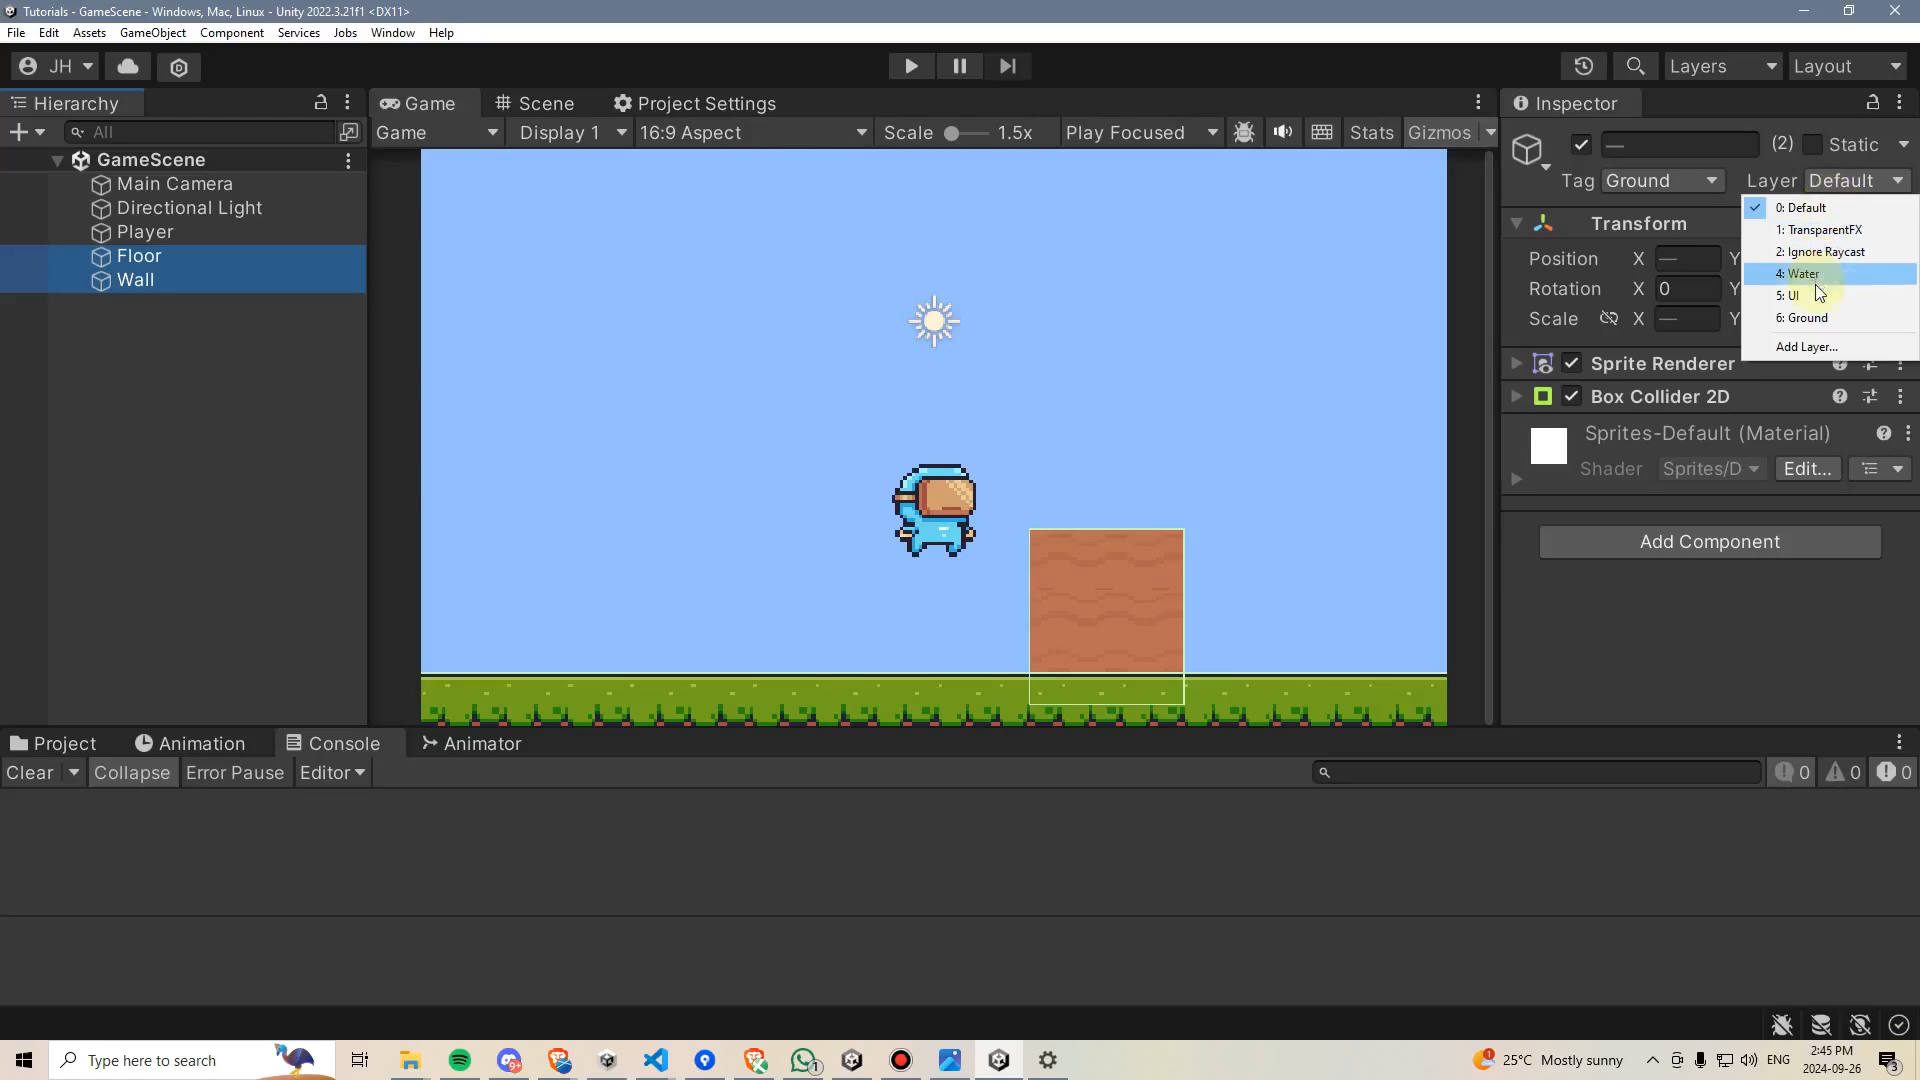 Tutorials - GameScene - Windows, Mac, Linux - Unity 2022.3.21f1 <DX11>
File Edit Assets GameObject Component Services Jobs Window Help
JH Layers Layout
Hierarchy Game Scene Project Settings Inspector
All Game Display 1 16:9 Aspect Scale 1.5x Play Focused Stats Gizmos
— (2) Static
GameScene
Tag Ground Layer Default
Main Camera
Directional Light
Player
Floor
Wall
0: Default
1: TransparentFX
2: Ignore Raycast
4: Water
5: UI
6: Ground
Add Layer...
Transform
Position X — Y
Rotation X 0 Y
Scale X — Y
Sprite Renderer
Box Collider 2D
Sprites-Default (Material)
Shader Sprites/D Edit...
Add Component
Project Animation Console Animator
Clear Collapse Error Pause Editor 0 0 0
Type here to search 9+ 1 1 25°C Mostly sunny ENG 2:45 PM
2024-09-26 3